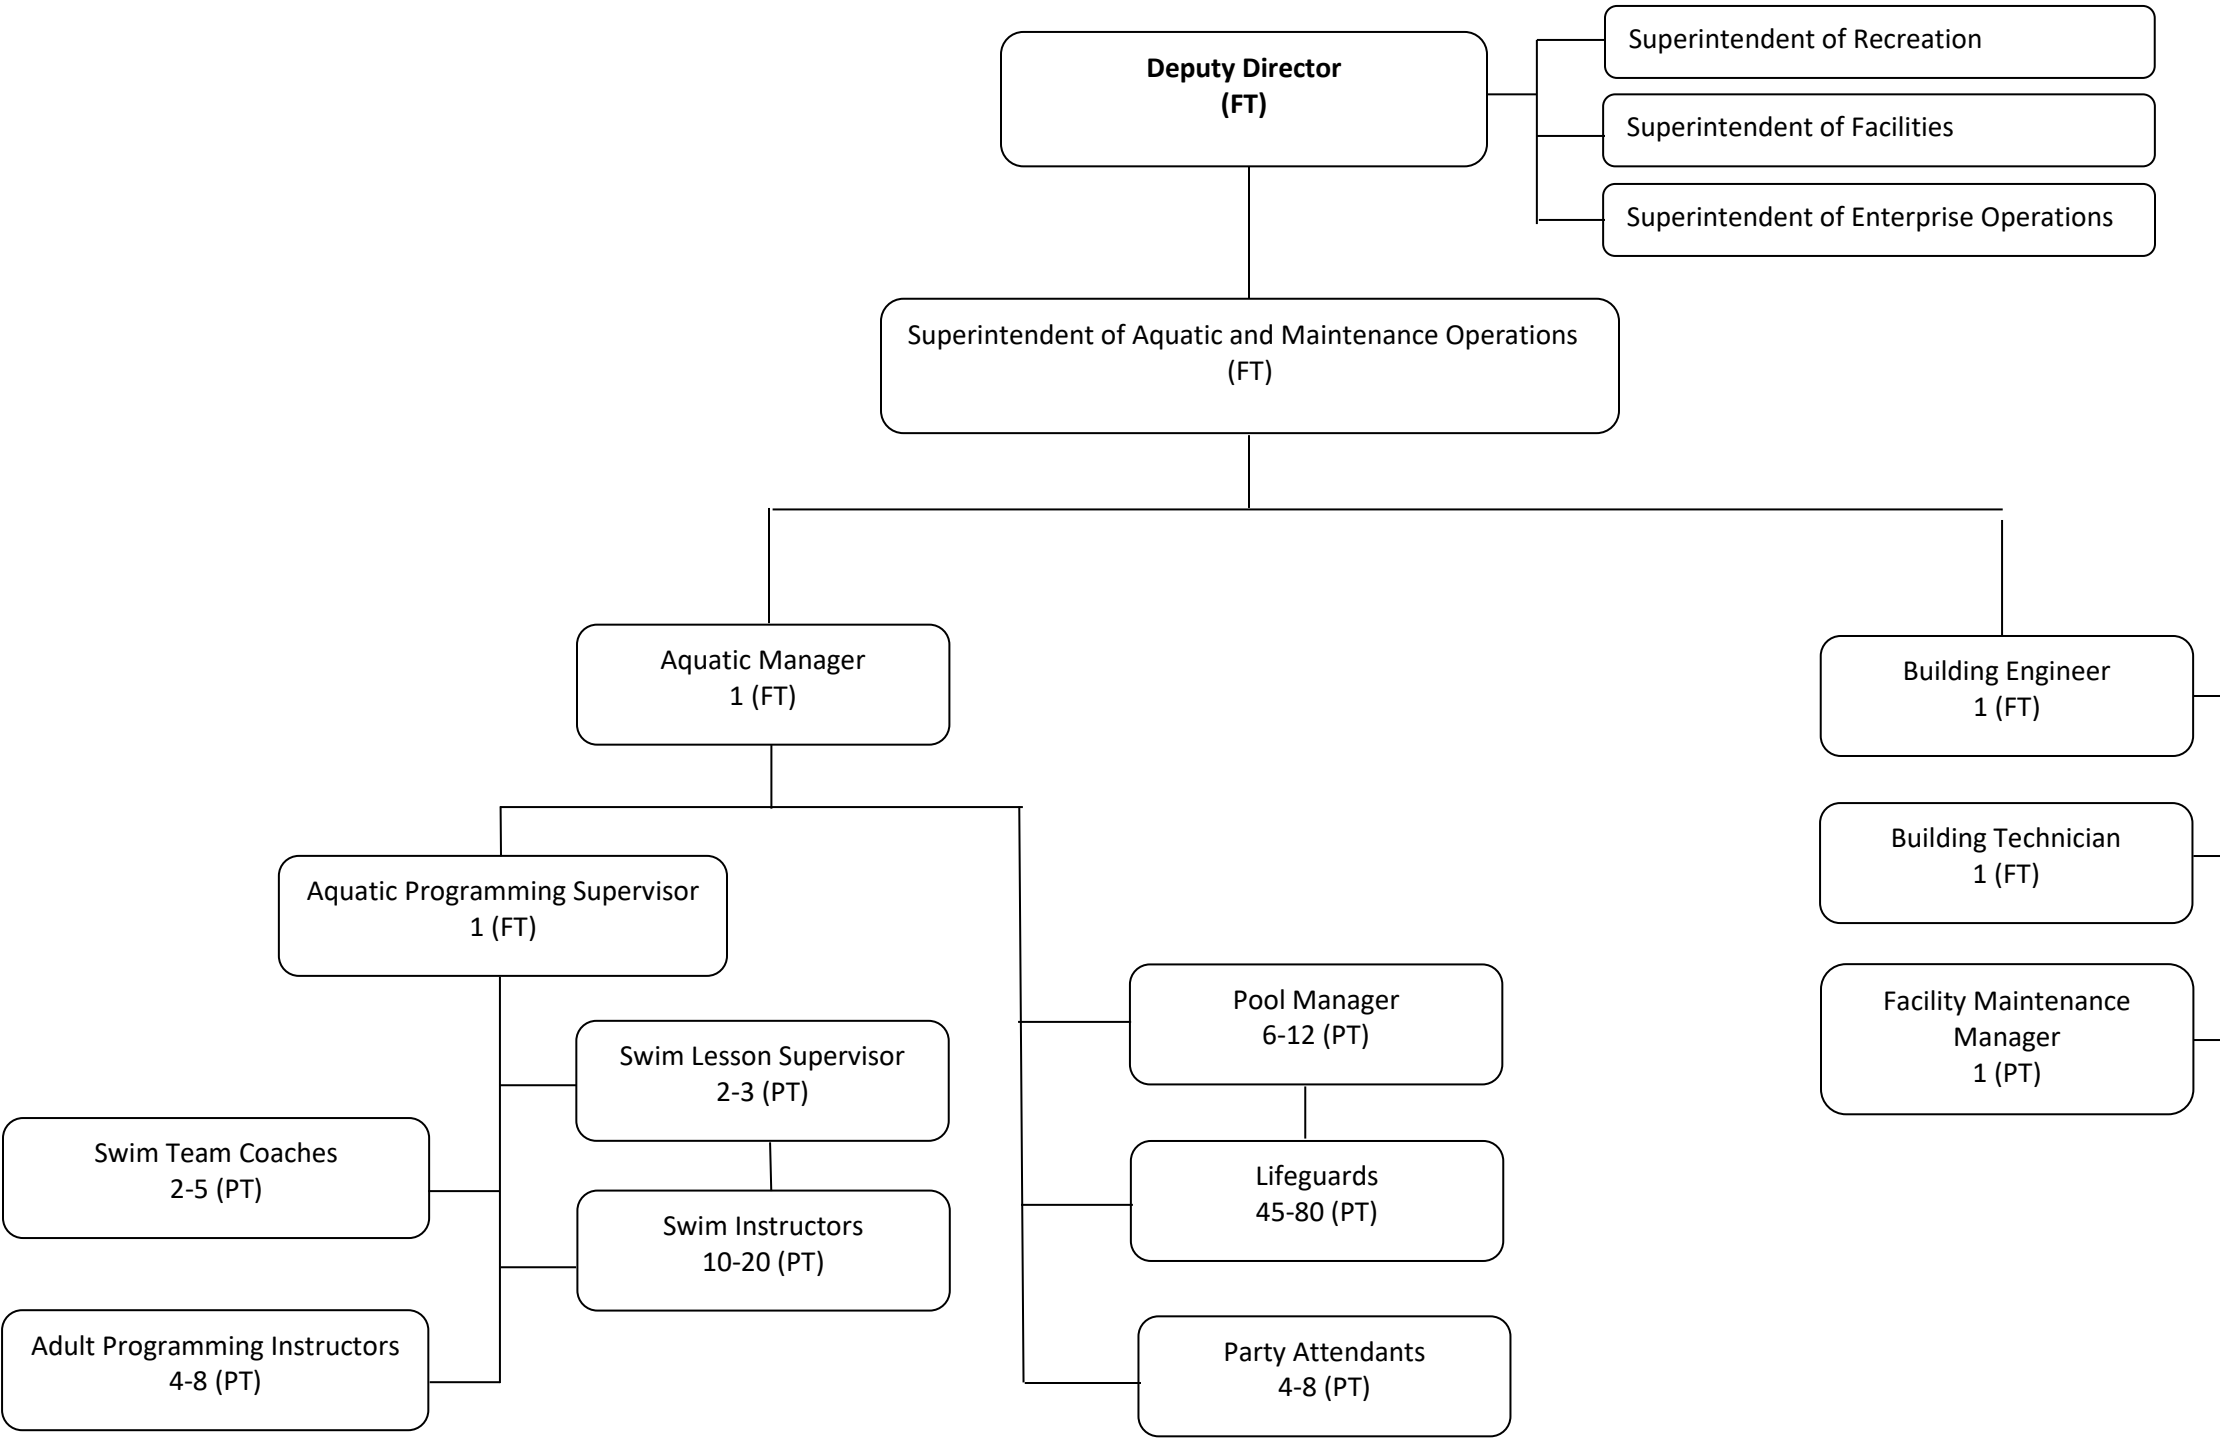 Deputy Director
(FT)
Superintendent of Recreation
Superintendent of Facilities
Superintendent of Enterprise Operations
Superintendent of Aquatic and Maintenance Operations
(FT)
Aquatic Manager
1 (FT)
Building Engineer
1 (FT)
Building Technician
1 (FT)
Facility Maintenance
Manager
1 (PT)
Aquatic Programming Supervisor
1 (FT)
Swim Lesson Supervisor
2-3 (PT)
Swim Team Coaches
2-5 (PT)
Swim Instructors
10-20 (PT)
Adult Programming Instructors
4-8 (PT)
Pool Manager
6-12 (PT)
Lifeguards
45-80 (PT)
Party Attendants
4-8 (PT)